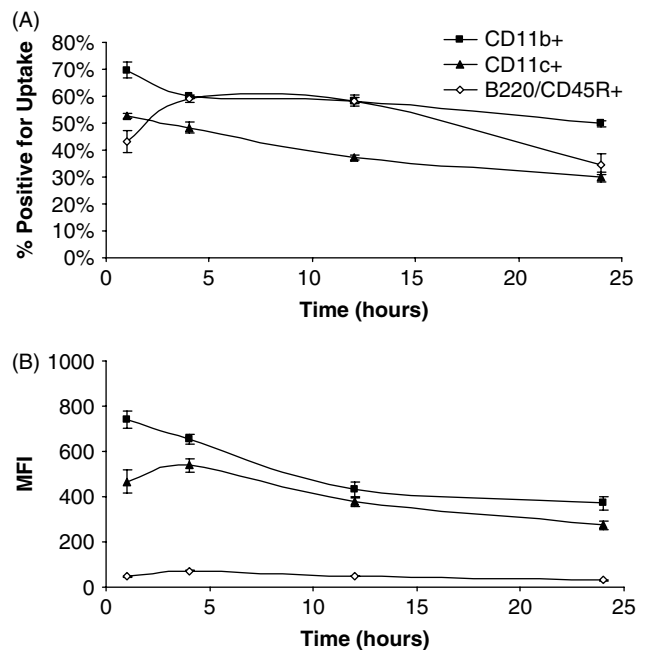 (A)
80%
70%
60%
50%
40%
30%
20%
10%
0%
% Positive for Uptake
CD11b+
CD11c+
B220/CD45R+
0 5 10 15 20 25
Time (hours)
(B)
1000
800
600
400
200
0
MFI
0 5 10 15 20 25
Time (hours)